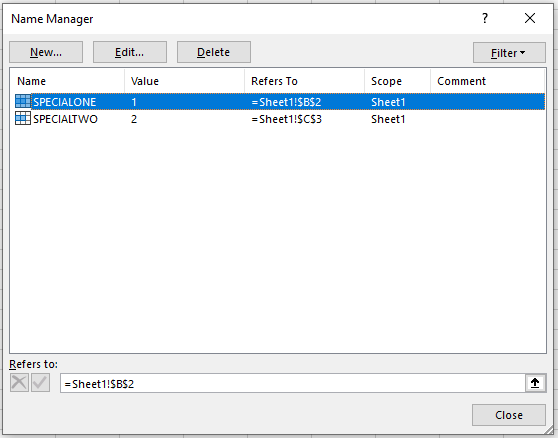 Name Manager ?
New... Edit... Delete Filter
Name Value Refers To Scope Comment
SPECIALONE 1 =Sheet1!$B$2 Sheet1
SPECIALTWO 2 =Sheet1!$C$3 Sheet1
Refers to:
=Sheet1!$B$2
Close